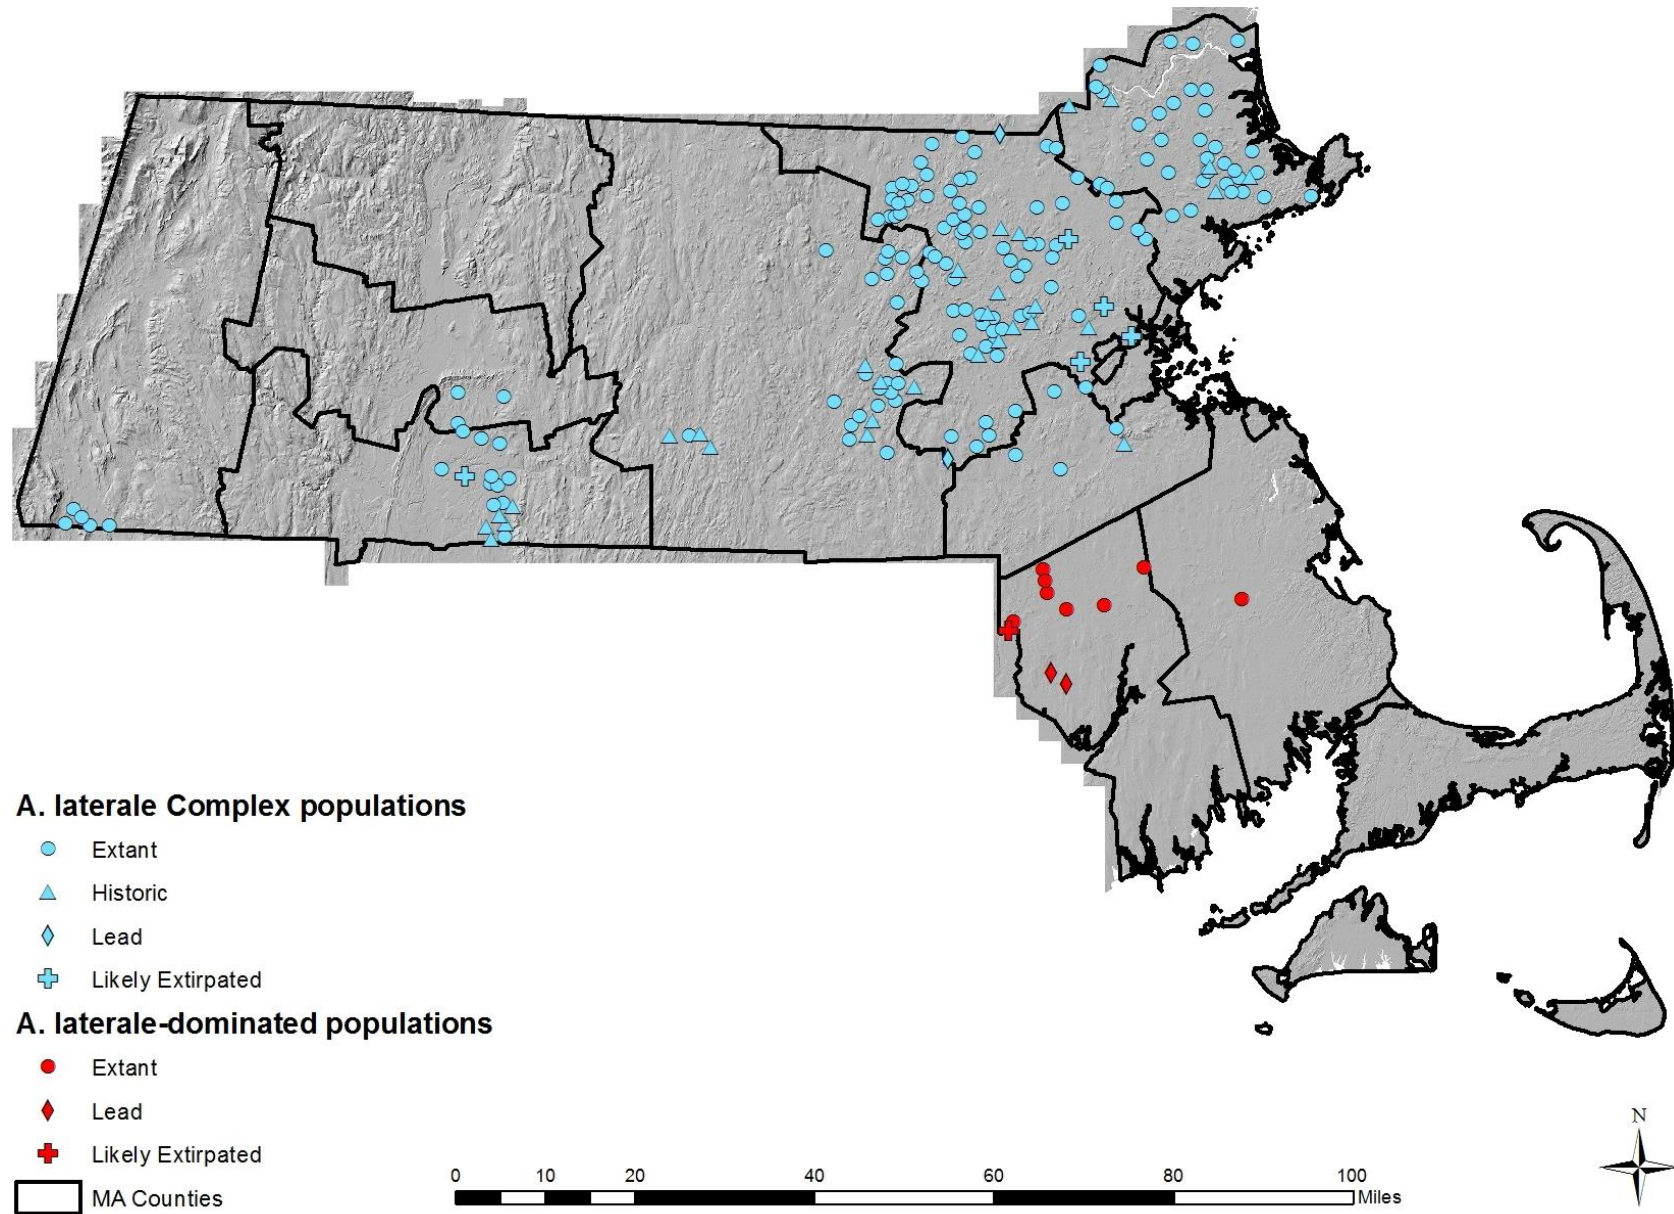 A. laterale Complex populations
Extant
Historic
Lead
Likely Extirpated
A. laterale-dominated populations
Extant
Lead
Likely Extirpated
MA Counties
0 10 20 40 60 80 100
Miles
N